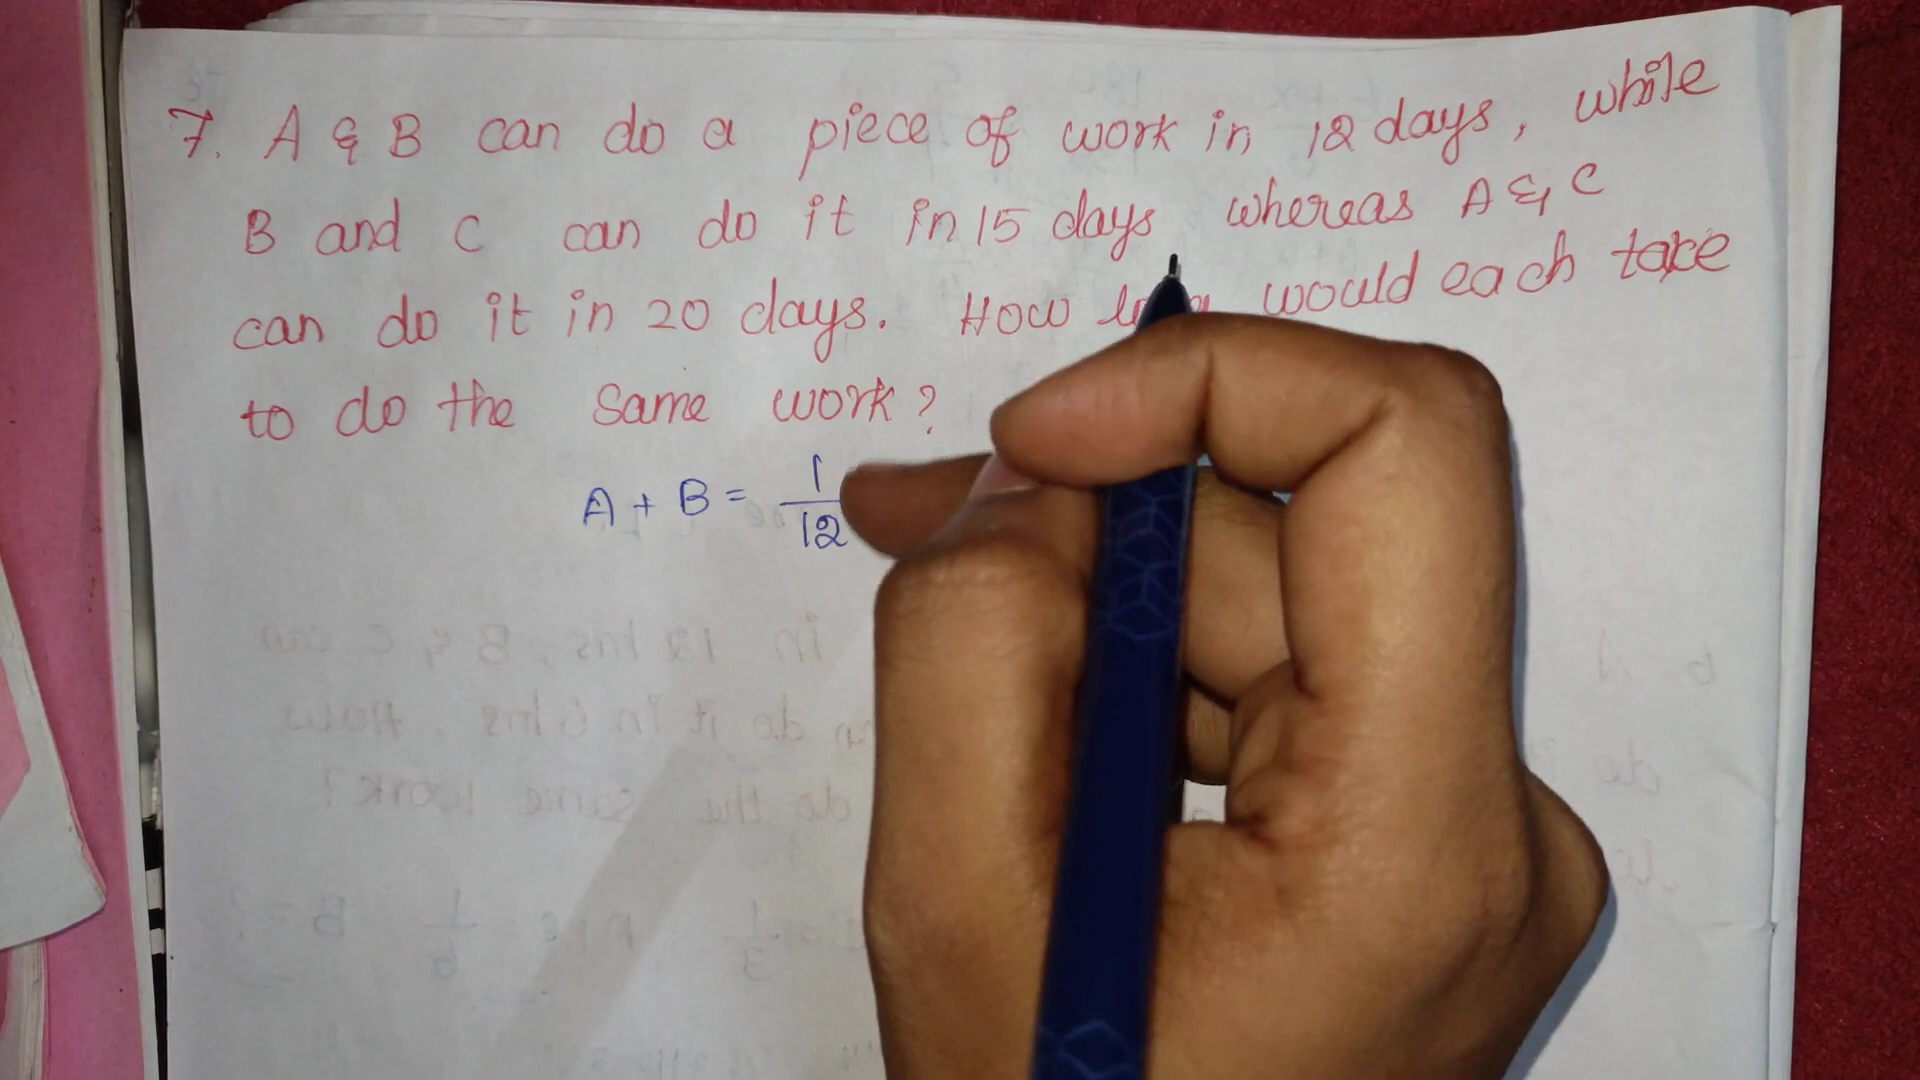 7. A & B can do a piece of work in 12 days, while
B and C can do it in 15 days whereas A & C
can do it in 20 days. How would each take
to do the same work?
A + B = 1/12